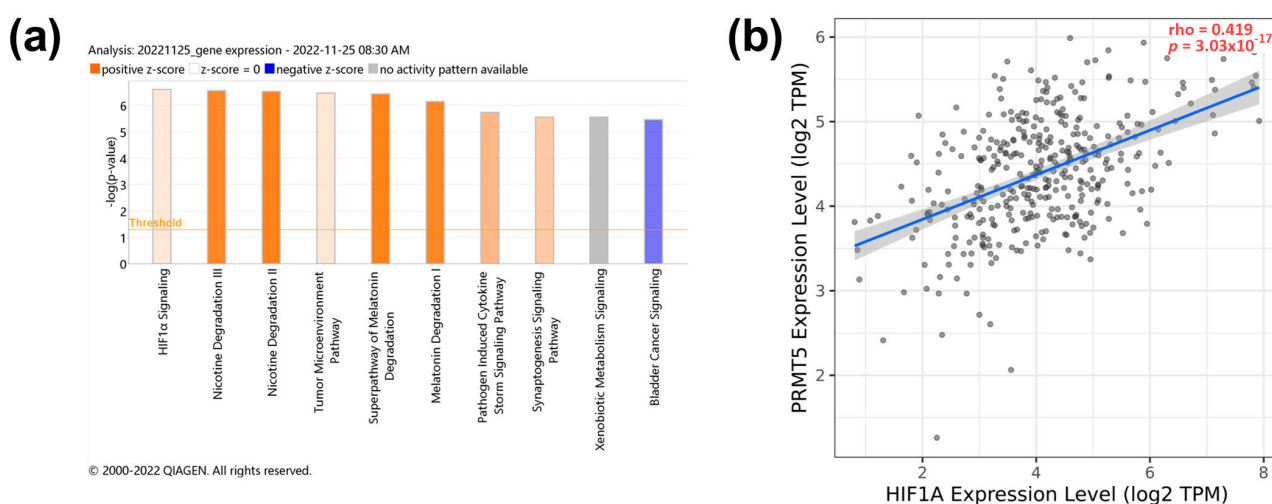 (a)
Analysis: 20221125_gene expression - 2022-11-25 08:30 AM
positive z-score z-score = 0 negative z-score no activity pattern available
6
5
4
3
2
1
0
-log(p-value)
Threshold
HIF1α Signaling
Nicotine Degradation III
Nicotine Degradation II
Tumor Microenvironment
Pathway
Superpathway of Melatonin
Degradation
Melatonin Degradation I
Pathogen Induced Cytokine
Storm Signaling Pathway
Synaptogenesis Signaling
Pathway
Xenobiotic Metabolism Signaling
Bladder Cancer Signaling
© 2000-2022 QIAGEN. All rights reserved.
(b)
rho = 0.419
p = 3.03x10⁻¹⁷
6
5
4
3
2
PRMT5 Expression Level (log2 TPM)
2 4 6 8
HIF1A Expression Level (log2 TPM)